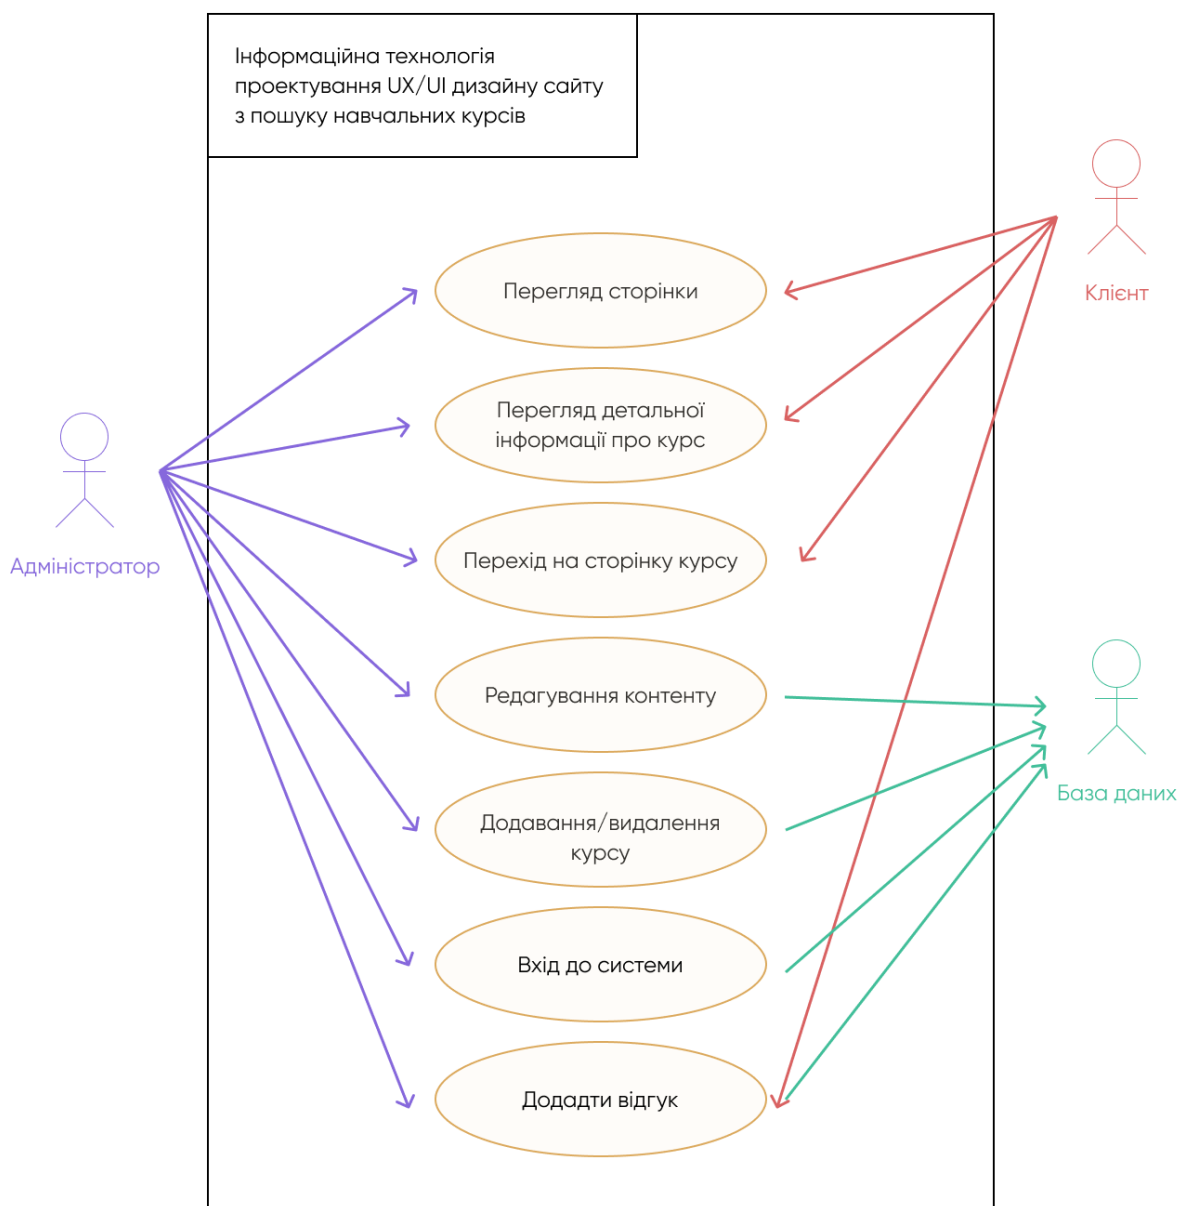 Інформаційна технологія
проектування UX/UI дизайну сайту
з пошуку навчальних курсів
Клієнт
Перегляд сторінки
Перегляд детальної
інформації про курс
Адміністратор
Перехід на сторінку курсу
Редагування контенту
База даних
Додавання/видалення
курсу
Вхід до системи
Додадти відгук